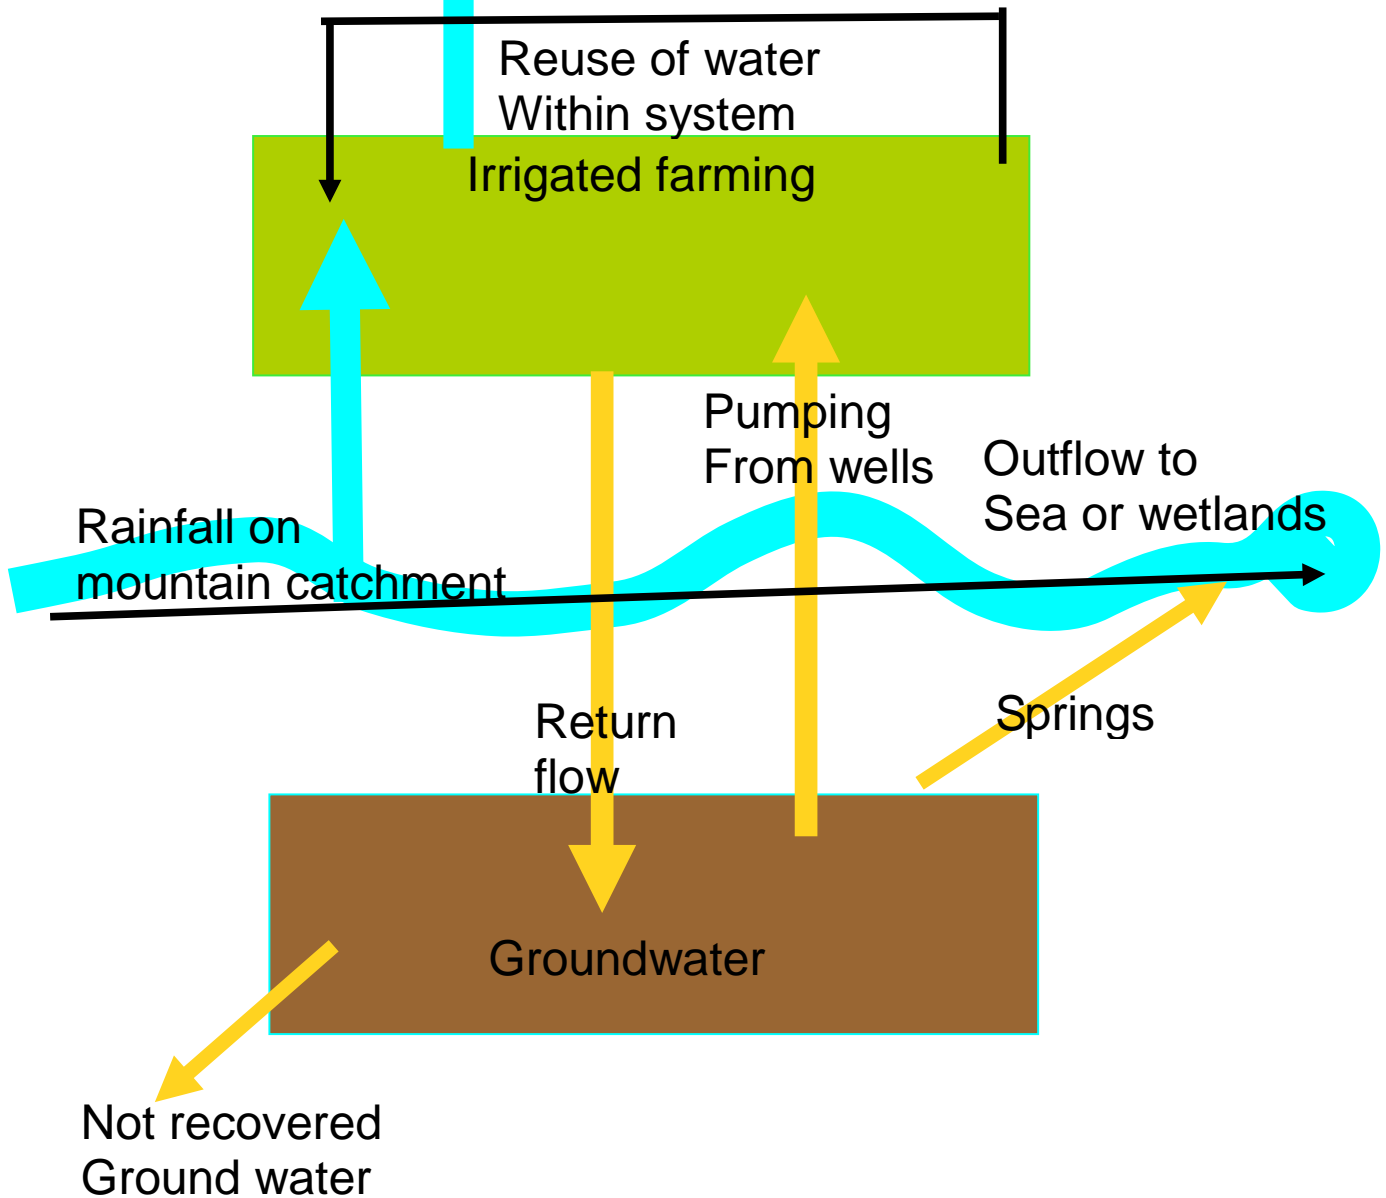 Reuse of water
Within system
Irrigated farming
Pumping
From wells
Outflow to
Sea or wetlands
Rainfall on
mountain catchment
Return
flow
Springs
Groundwater
Not recovered
Ground water